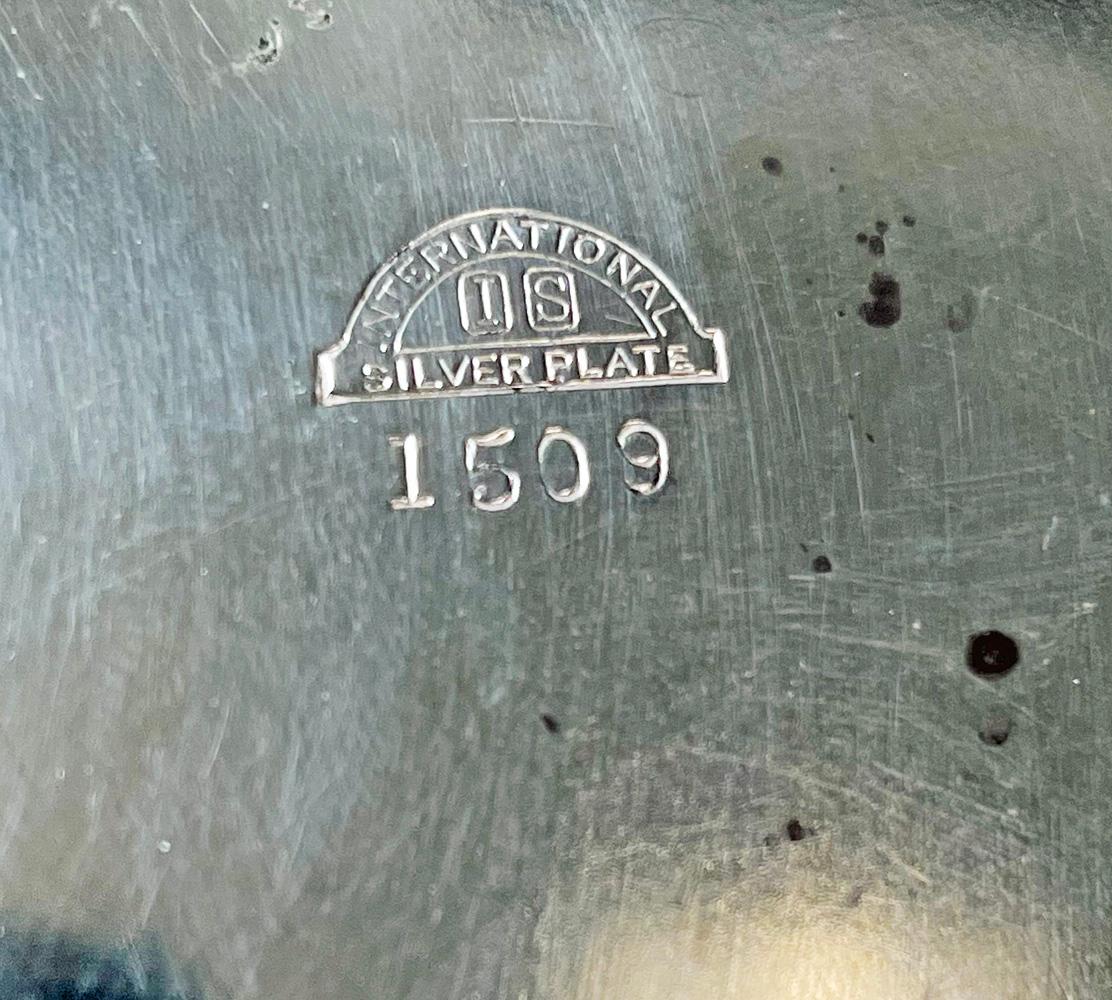 INTERNATIONAL
IS
SILVER PLATE
1509